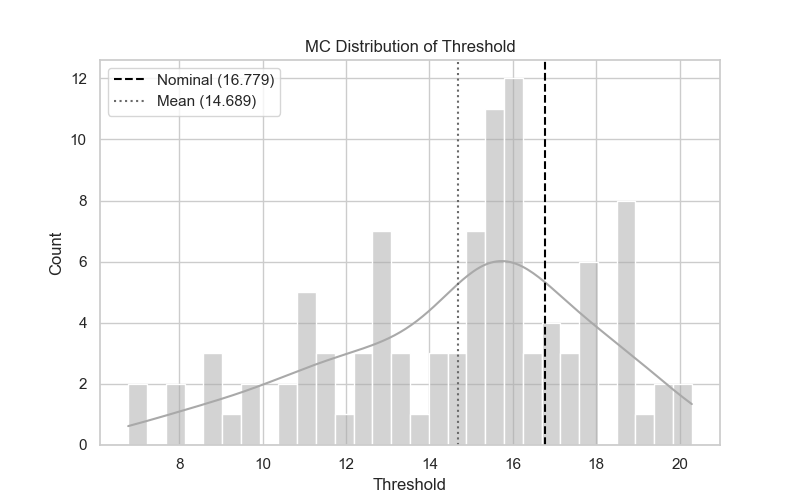 MC Distribution of Threshold
Nominal (16.779)
Mean (14.689)
Count
12
10
8
6
4
2
0
8
10
12
14
16
18
20
Threshold